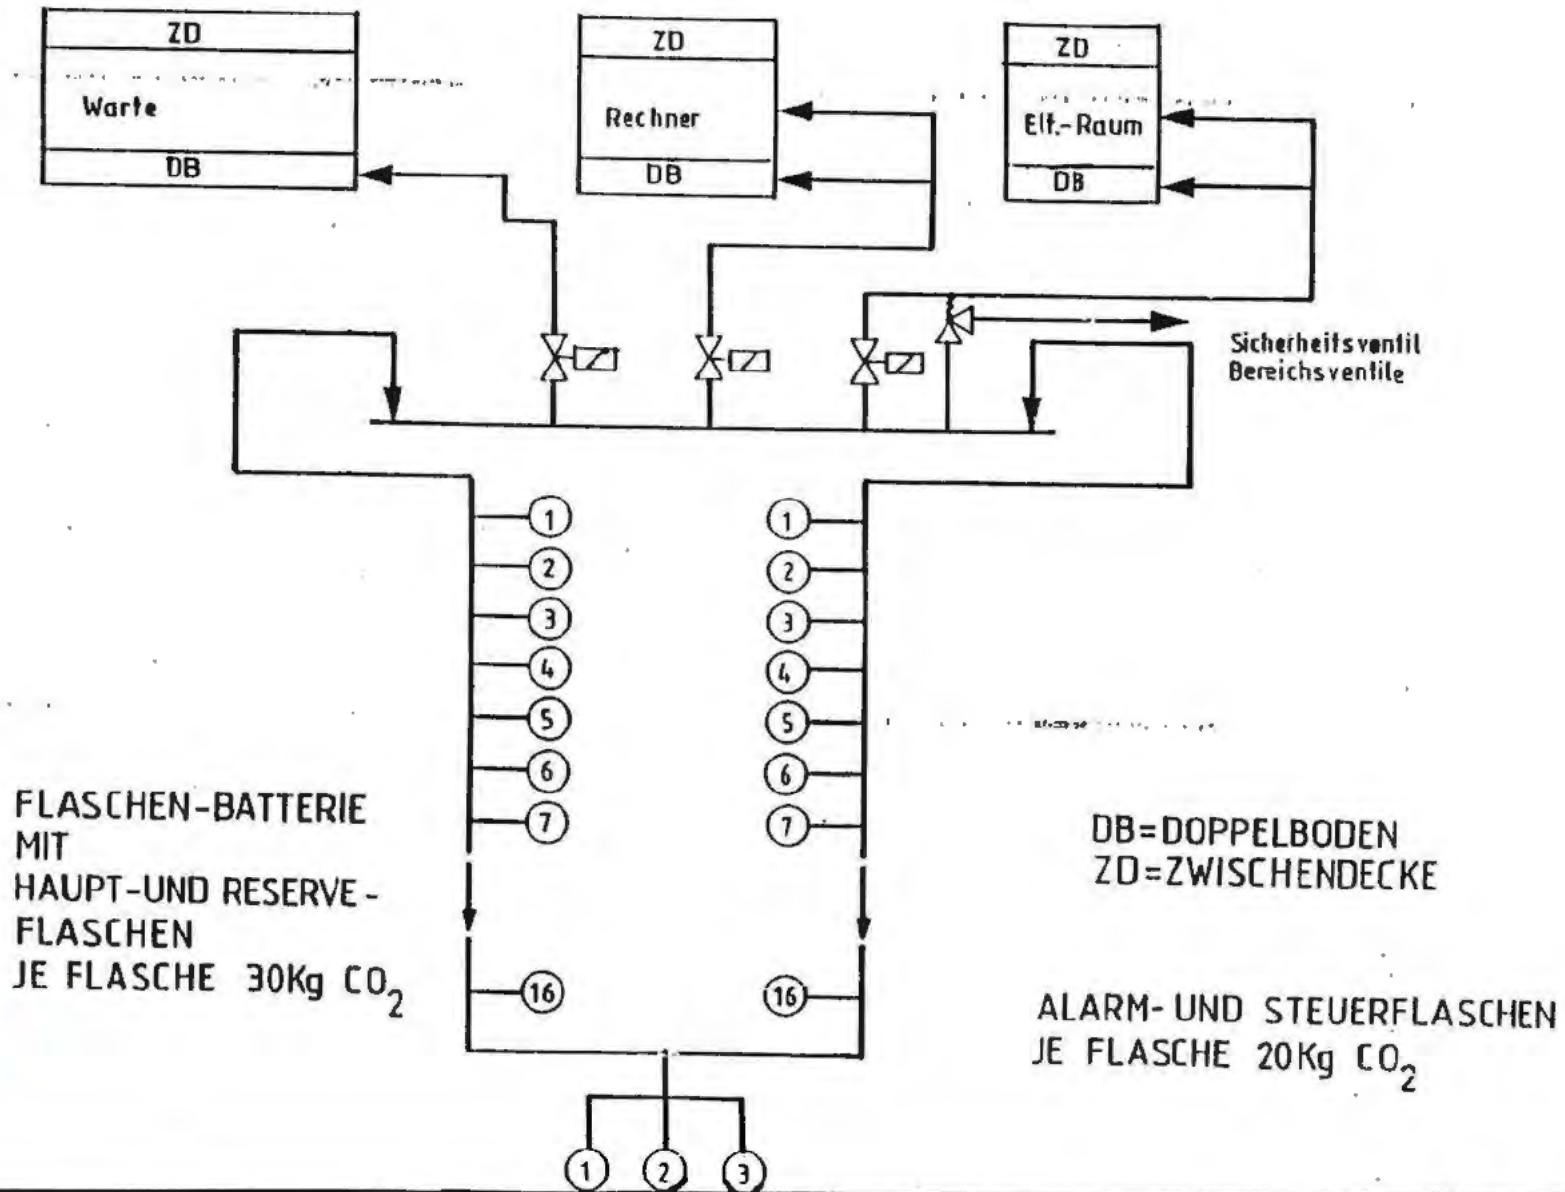 ZD
Warte
DB
ZD
Rechner
DB
ZD
Elt.-Raum
DB
Sicherheitsventil
Bereichsventile
1 1
2 2
3 3
4 4
5 5
6 6
7 7
FLASCHEN-BATTERIE
MIT
HAUPT-UND RESERVE-
FLASCHEN
JE FLASCHE 30Kg CO₂
DB=DOPPELBODEN
ZD=ZWISCHENDECKE
16 16
ALARM-UND STEUERFLASCHEN
JE FLASCHE 20Kg CO₂
1 2 3